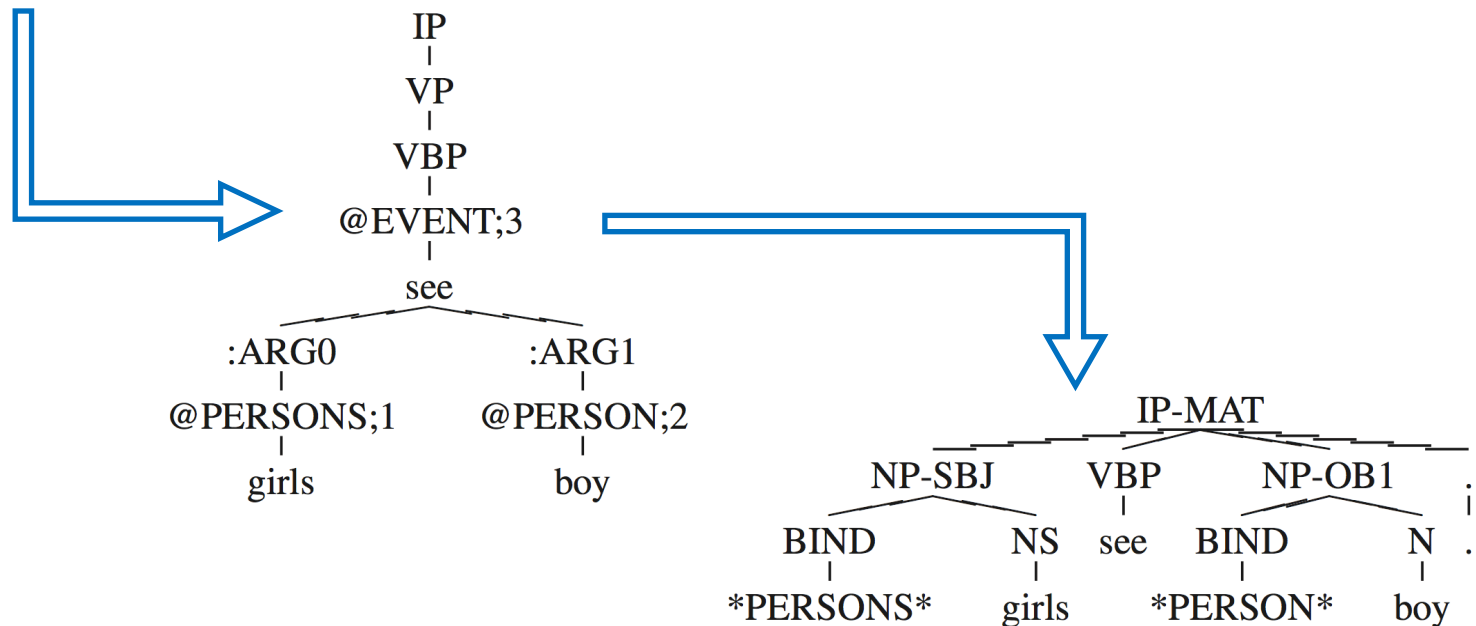 IP
VP
VBP
@EVENT;3
see
:ARG0 :ARG1
@PERSONS;1 @PERSON;2
girls boy
IP-MAT
NP-SBJ VBP NP-OB1 .
BIND NS see BIND N .
*PERSONS* girls *PERSON* boy